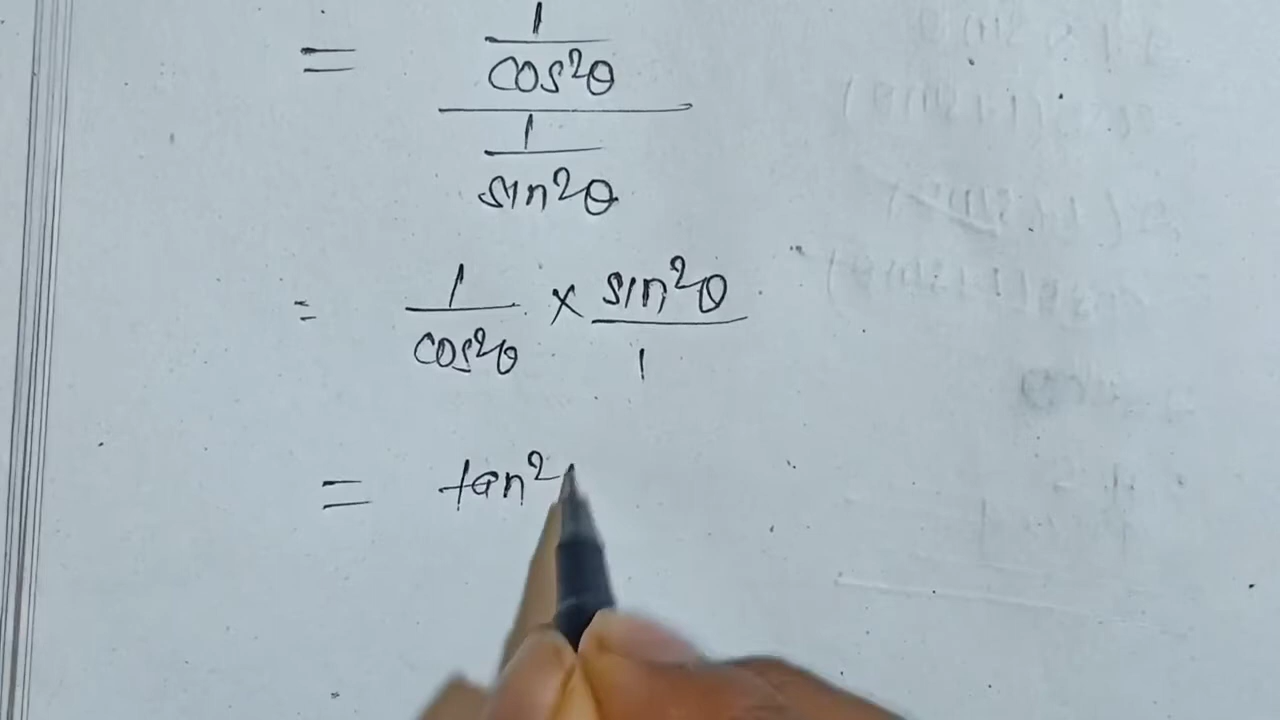 = 1/cos²θ / 1/sin²θ
= 1/cos²θ × sin²θ/1
= tan²